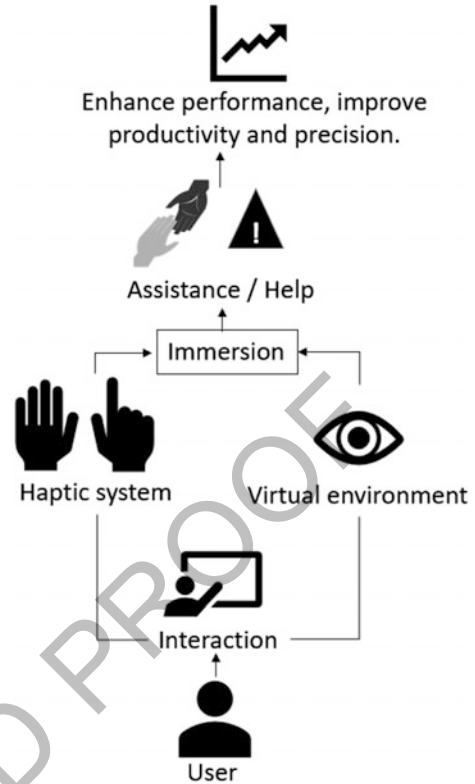 Enhance performance, improve
productivity and precision.
!
Assistance / Help
Immersion
Haptic system
Virtual environment
Interaction
User
D PROOF